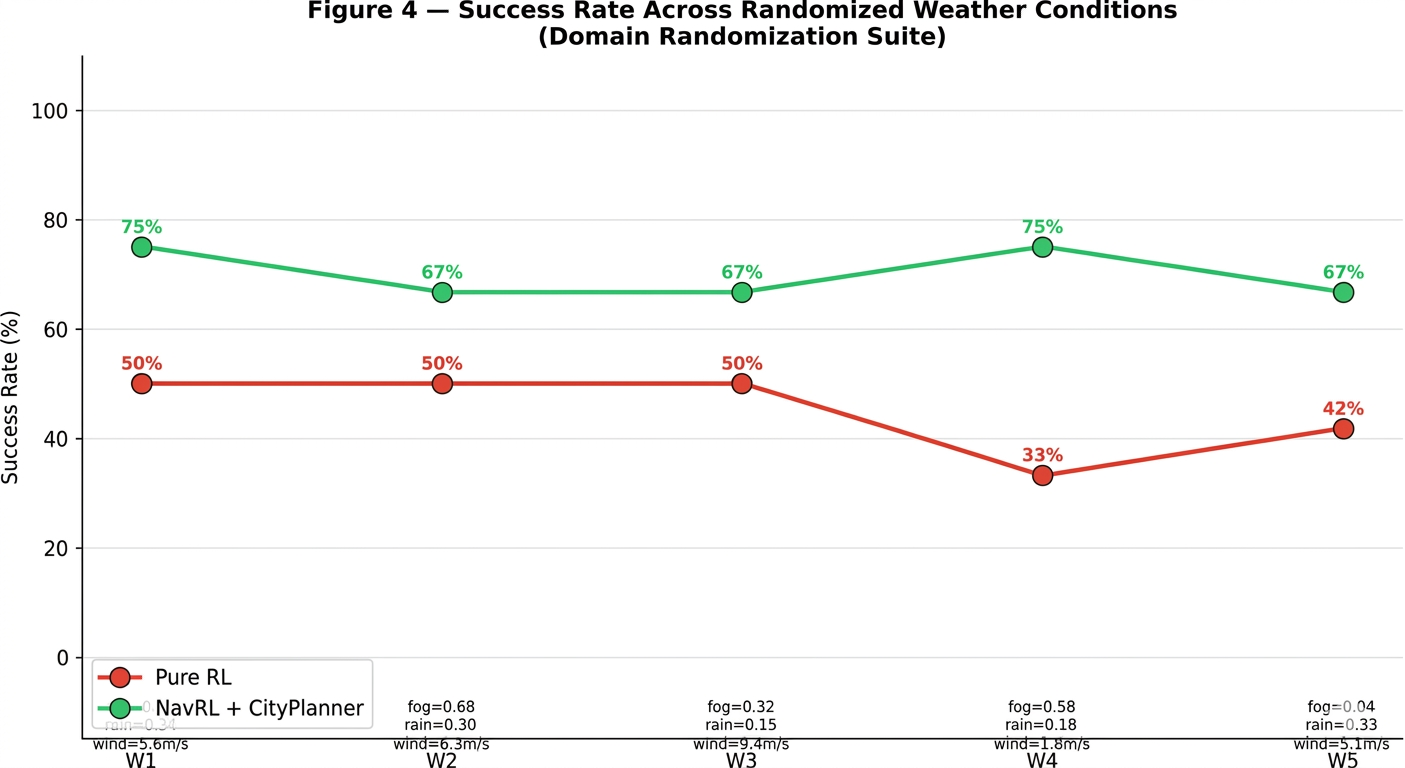 Figure 4 — Success Rate Across Randomized Weather Conditions
(Domain Randomization Suite)
Success Rate (%)
100
80
60
40
20
0
75%
67%
67%
75%
67%
50%
50%
50%
33%
42%
Pure RL
NavRL + CityPlanner
rain=0.34
wind=5.6m/s
W1
fog=0.68
rain=0.30
wind=6.3m/s
W2
fog=0.32
rain=0.15
wind=9.4m/s
W3
fog=0.58
rain=0.18
wind=1.8m/s
W4
fog=0.04
rain=0.33
wind=5.1m/s
W5